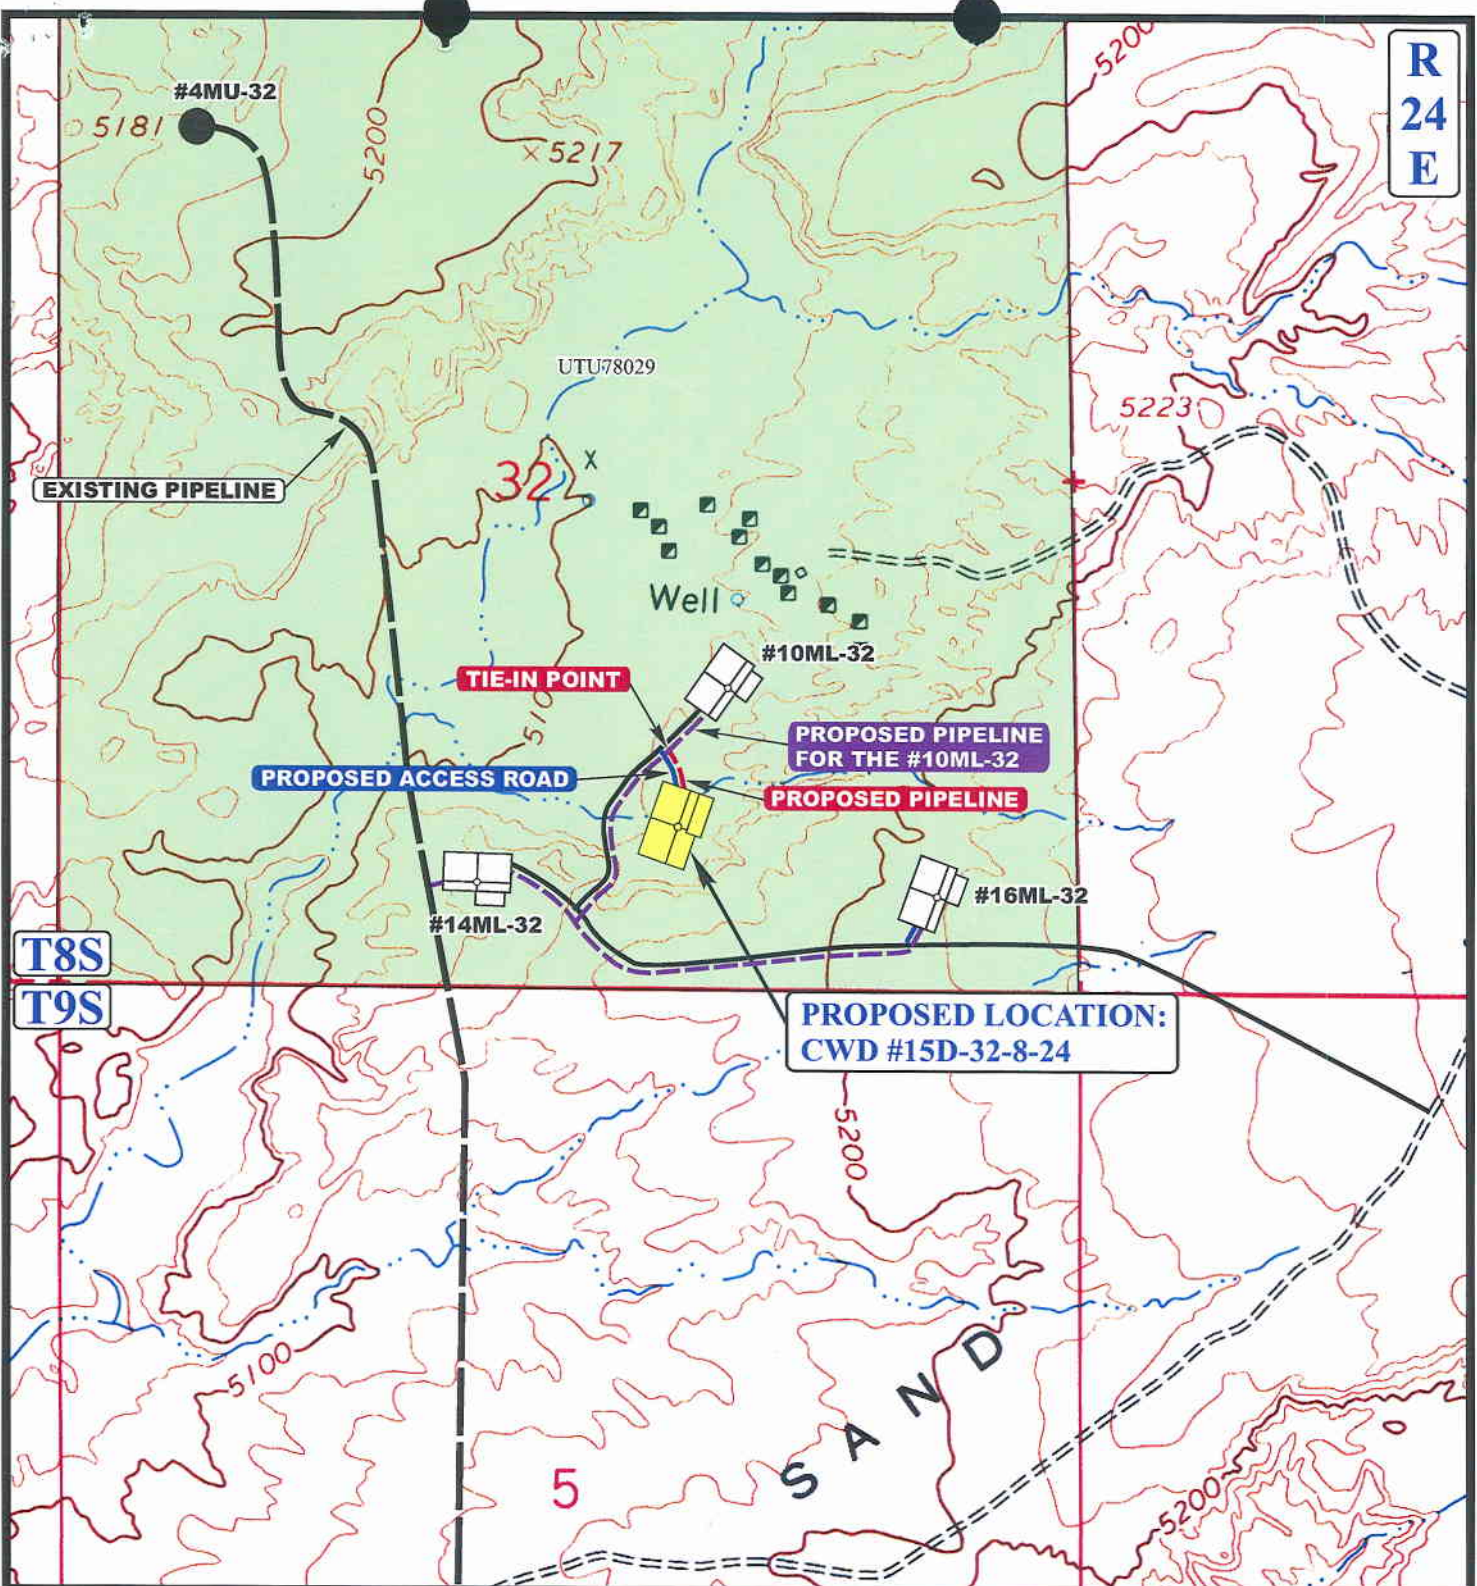 5200
R
24
E
#4MU-32
5181
5200
5217
UTU78029
5223
32
X
EXISTING PIPELINE
Well
#10ML-32
TIE-IN POINT
510
PROPOSED PIPELINE
FOR THE #10ML-32
PROPOSED ACCESS ROAD
PROPOSED PIPELINE
#16ML-32
#14ML-32
T8S
T9S
PROPOSED LOCATION:
CWD #15D-32-8-24
5200
5100
SAND
5
5200